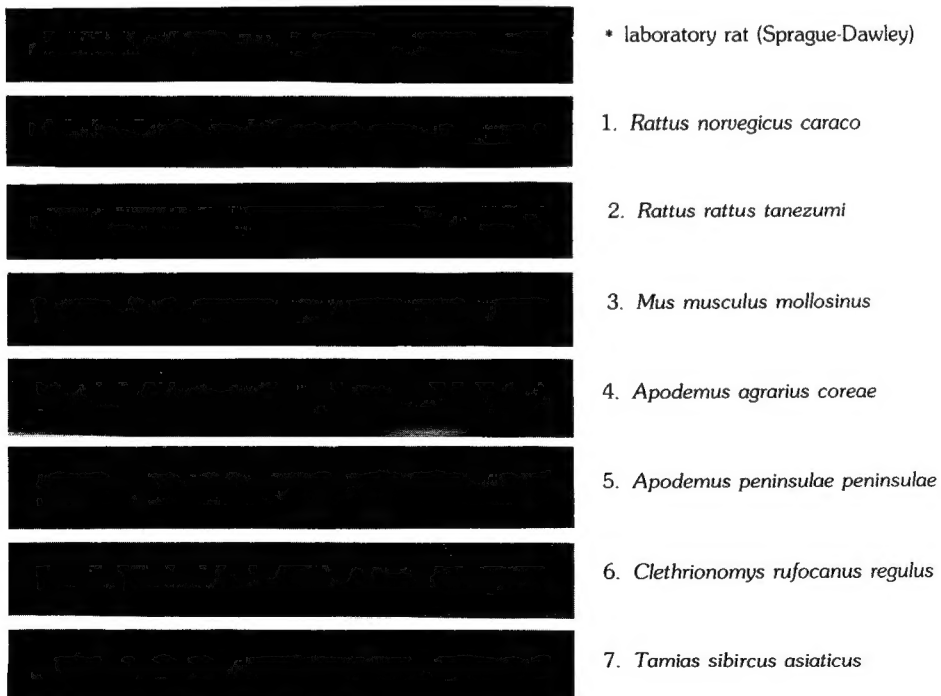 * laboratory rat (Sprague-Dawley)
1. Rattus norvegicus caraco
2. Rattus rattus tanezumi
3. Mus musculus mollosinus
4. Apodemus agrarius coreae
5. Apodemus peninsulae peninsulae
6. Clethrionomys rufocanus regulus
7. Tamias sibircus asiaticus